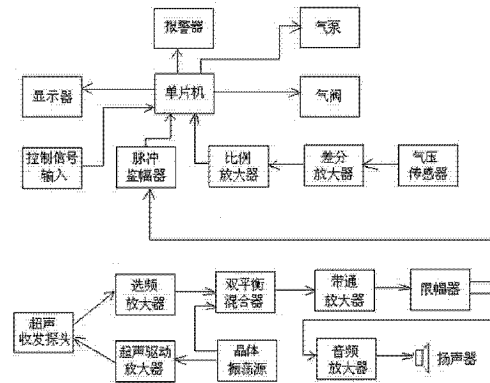 报警器
气泵
显示器
单片机
气阀
控制信号
输入
脉冲
鉴幅器
比例
放大器
差分
放大器
气压
传感器
选频
放大器
双平衡
混合器
带通
放大器
限幅器
超声
收发探头
超声驱动
放大器
晶体
振荡源
音频
放大器
扬声器